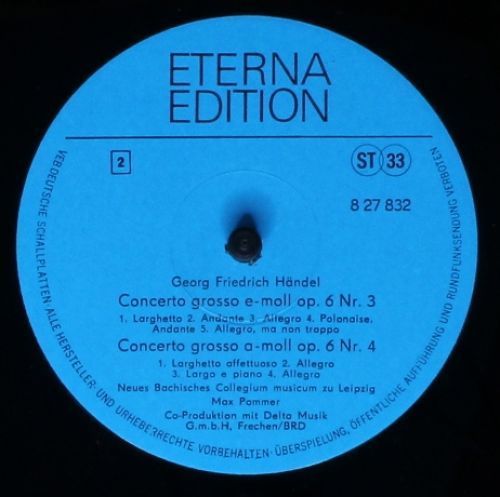 ETERNA
EDITION
2
ST 33
8 27 832
Georg Friedrich Händel
Concerto grosso e-moll op. 6 Nr. 3
1. Larghetto 2. Andante 3. Allegro 4. Polonaise.
Andante 5. Allegro, ma non troppo
Concerto grosso a-moll op. 6 Nr. 4
1. Larghetto affettuoso 2. Allegro
3. Largo e piano 4. Allegro
Neues Bachisches Collegium musicum zu Leipzig
Max Pommer
Co-Produktion mit Delta Musik
G.m.b.H, Frechen/BRD
VEB DEUTSCHE SCHALLPLATTEN · ALLE HERSTELLER- UND URHEBERRECHTE VORBEHALTEN · ÜBERSPIELUNG, ÖFFENTLICHE AUFFÜHRUNG UND RUNDFUNKSENDUNG VERBOTEN